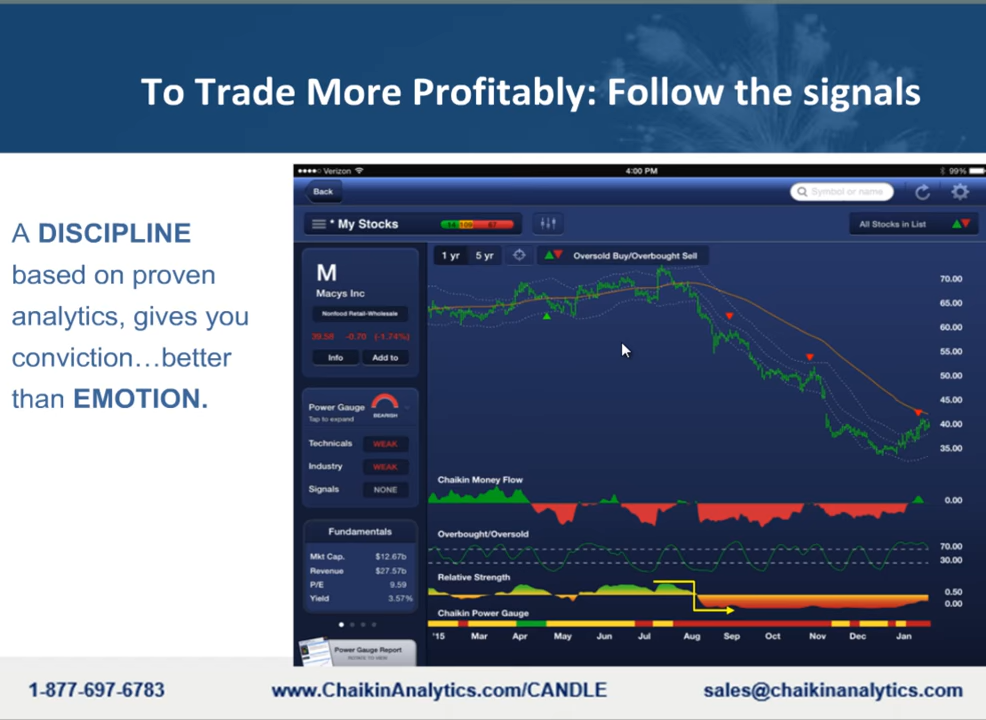 To Trade More Profitably: Follow the signals
A DISCIPLINE
based on proven
analytics, gives you
conviction...better
than EMOTION.
Verizon
4:00 PM
99%
Back
Symbol or name
* My Stocks
109
67
All Stocks in List
M
Macys Inc
Nonfood Retail-Wholesale
39.58 -0.70 (-1.74%)
Info
Add to
Power Gauge
Tap to expand
BEARISH
Technicals WEAK
Industry WEAK
Signals NONE
Fundamentals
Mkt Cap. $12.67b
Revenue $27.57b
P/E 9.59
Yield 3.57%
Power Gauge Report
1 yr
5 yr
Oversold Buy/Overbought Sell
70.00
65.00
60.00
55.00
50.00
45.00
40.00
35.00
Chaikin Money Flow
0.00
Overbought/Oversold
70.00
30.00
Relative Strength
0.50
0.00
Chaikin Power Gauge
'15 Mar Apr May Jun Jul Aug Sep Oct Nov Dec Jan
1-877-697-6783
www.ChaikinAnalytics.com/CANDLE
sales@chaikinanalytics.com